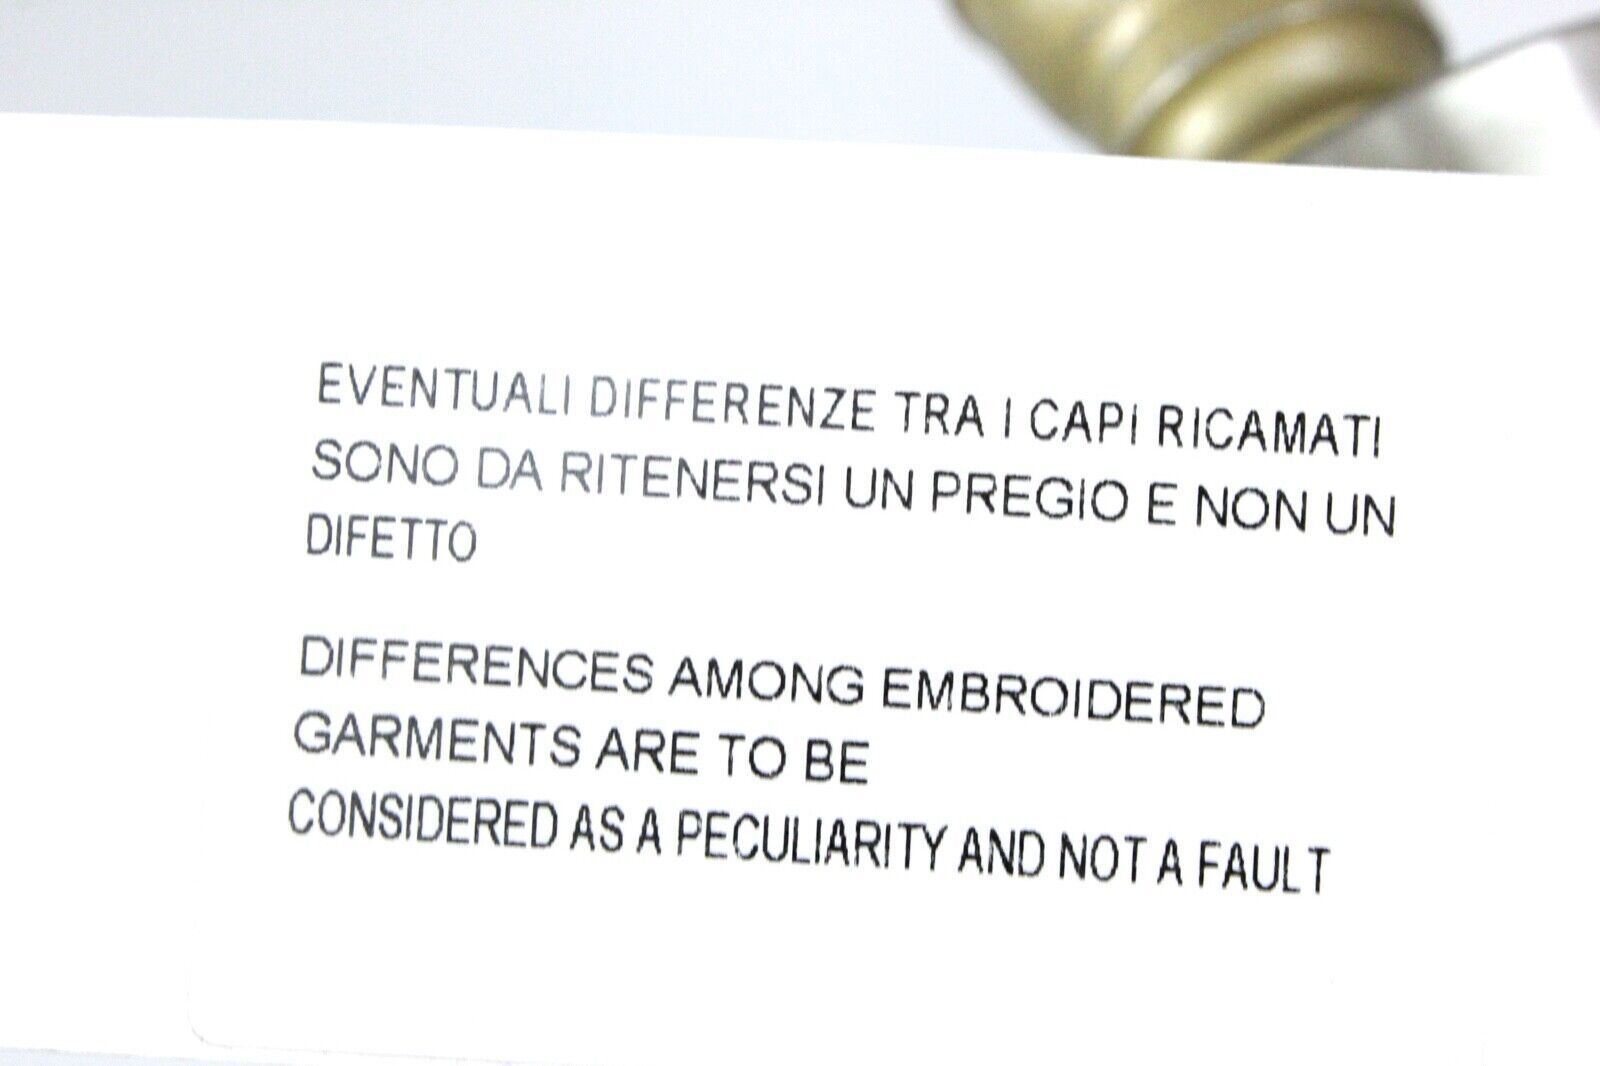 EVENTUALI DIFFERENZE TRA I CAPI RICAMATI
SONO DA RITENERSI UN PREGIO E NON UN
DIFETTO
DIFFERENCES AMONG EMBROIDERED
GARMENTS ARE TO BE
CONSIDERED AS A PECULIARITY AND NOT A FAULT